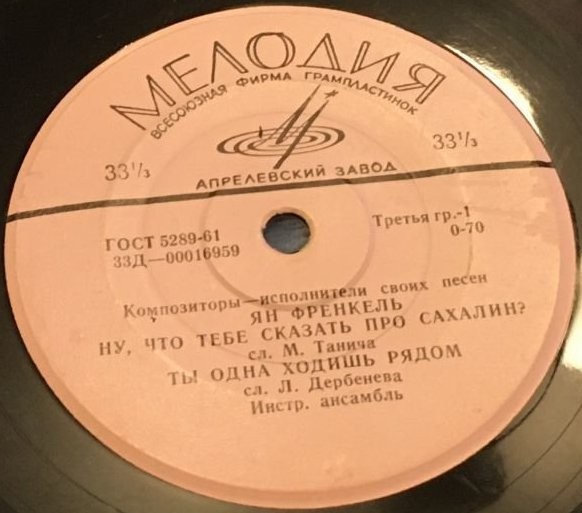 МЕЛОДИЯ
ВСЕСОЮЗНАЯ ФИРМА ГРАМПЛАСТИНОК
33⅓ 33⅓
АПРЕЛЕВСКИЙ ЗАВОД
ГОСТ 5289-61 Третья гр.-1
33Д—00016959 0-70
Композиторы—исполнители своих песен
ЯН ФРЕНКЕЛЬ
НУ, ЧТО ТЕБЕ СКАЗАТЬ ПРО САХАЛИН?
сл. М. Танича
ТЫ ОДНА ХОДИШЬ РЯДОМ
сл. Л. Дербенева
Инстр. ансамбль